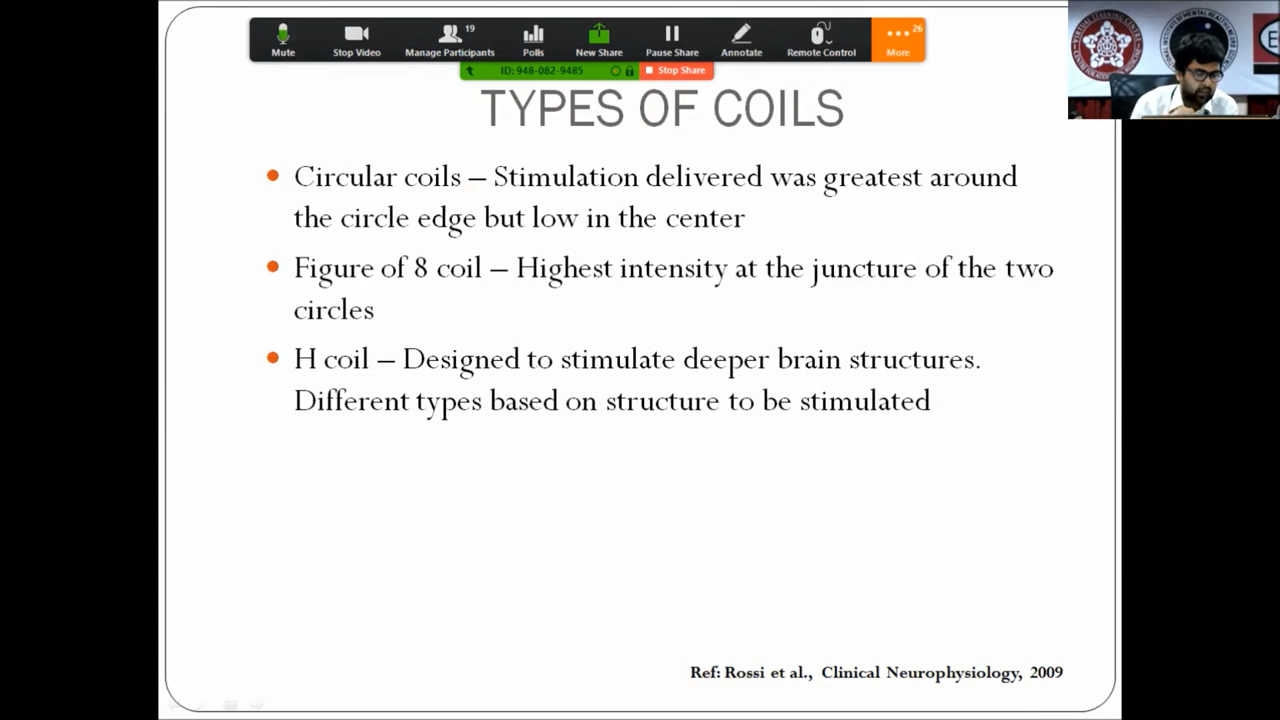 19
26
Mute
Stop Video
Manage Participants
Polls
New Share
Pause Share
Annotate
Remote Control
More
ID: 948-082-9485
Stop Share
TYPES OF COILS
Circular coils – Stimulation delivered was greatest around
the circle edge but low in the center
Figure of 8 coil – Highest intensity at the juncture of the two
circles
H coil – Designed to stimulate deeper brain structures.
Different types based on structure to be stimulated
Ref: Rossi et al., Clinical Neurophysiology, 2009